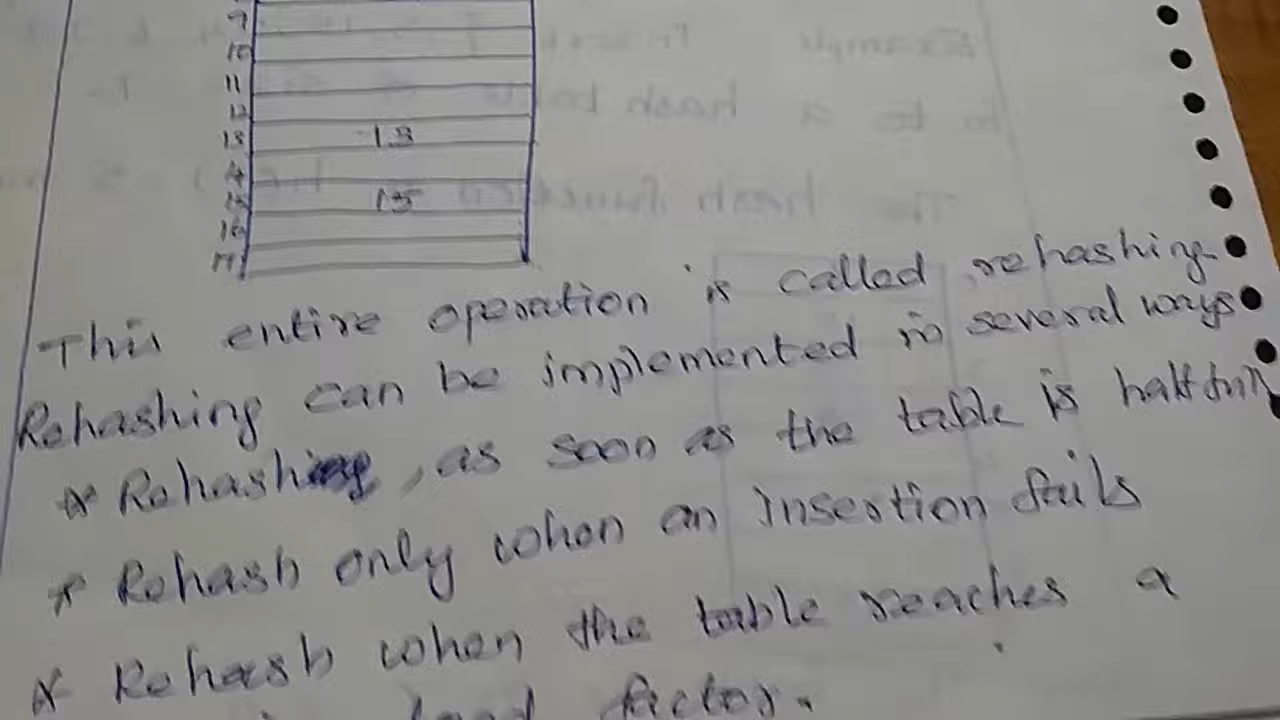 9
10
11
12
13 13
14
15 15
16
17
This entire operation is called rehashing.
Rehashing can be implemented in several ways
* Rehashing, as soon as the table is half full
* Rehash only when an insertion fails
* Rehash when the table reaches a
load factor.